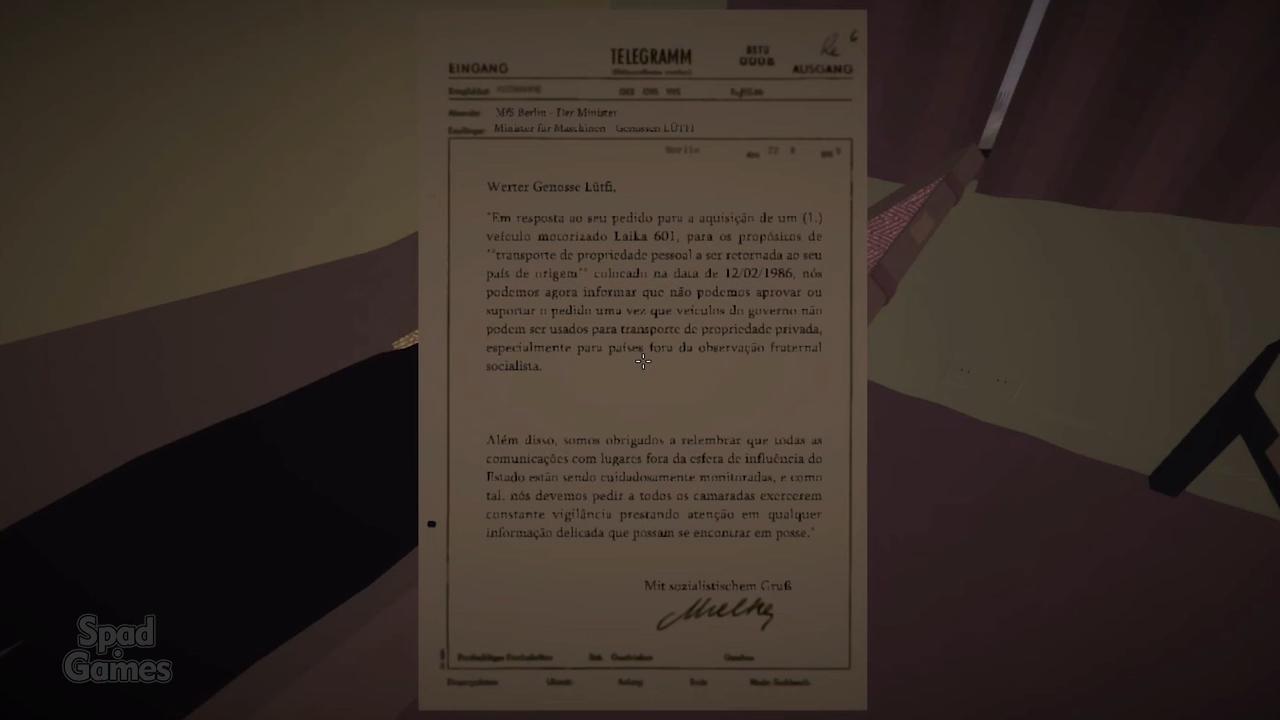 Re 6
TELEGRAMM
BSTU
0008
EINGANG
AUSGANG
MfS Berlin - Der Minister
Minister für Maschinen - Genossen LÜTFI
Berlin
Werter Genosse Lütfi,
"Em resposta ao seu pedido para a aquisição de um (1.)
veículo motorizado Laika 601, para os propósitos de
""transporte de propriedade pessoal a ser retornada ao seu
país de origem"" colocado na data de 12/02/1986, nós
podemos agora informar que não podemos aprovar ou
suportar o pedido uma vez que veículos do governo não
podem ser usados para transporte de propriedade privada,
especialmente para países fora da observação fraternal
socialista.
Além disso, somos obrigados a relembrar que todas as
comunicações com lugares fora da esfera de influência do
Estado estão sendo cuidadosamente monitoradas, e como
tal, nós devemos pedir a todos os camaradas exercerem
constante vigilância prestando atenção em qualquer
informação delicada que possam se encontrar em posse."
Mit sozialistischem Gruß
Mielke
Spad
Games